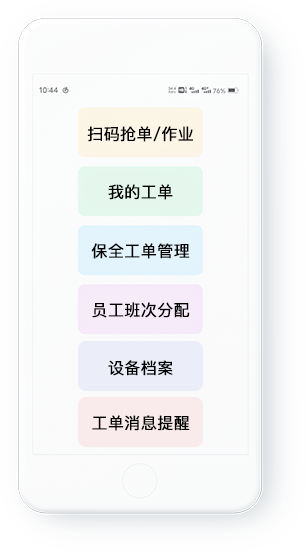 10:44 76%
扫码抢单/作业
我的工单
保全工单管理
员工班次分配
设备档案
工单消息提醒